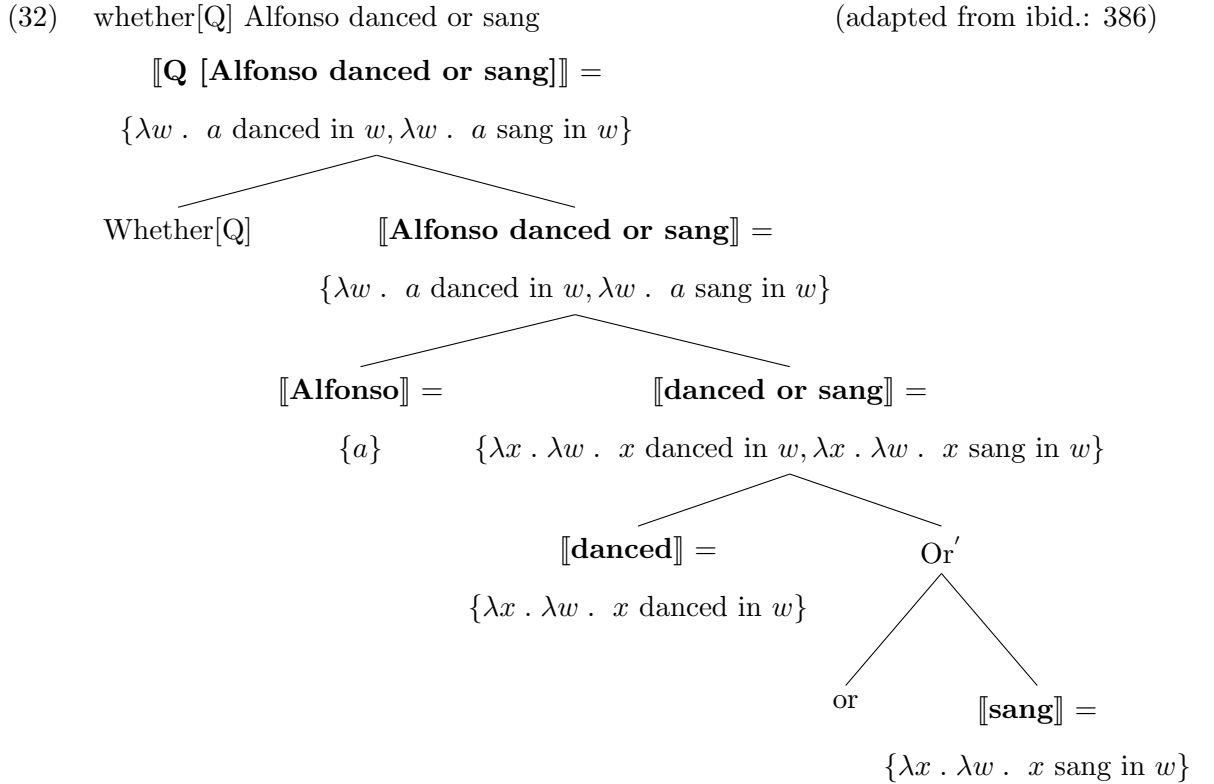 (32) whether[Q] Alfonso danced or sang (adapted from ibid.: 386)
⟦Q [Alfonso danced or sang]⟧ =
{λw . a danced in w, λw . a sang in w}
Whether[Q] ⟦Alfonso danced or sang⟧ =
{λw . a danced in w, λw . a sang in w}
⟦Alfonso⟧ = ⟦danced or sang⟧ =
{a} {λx . λw . x danced in w, λx . λw . x sang in w}
⟦danced⟧ = Or′
{λx . λw . x danced in w}
or ⟦sang⟧ =
{λx . λw . x sang in w}